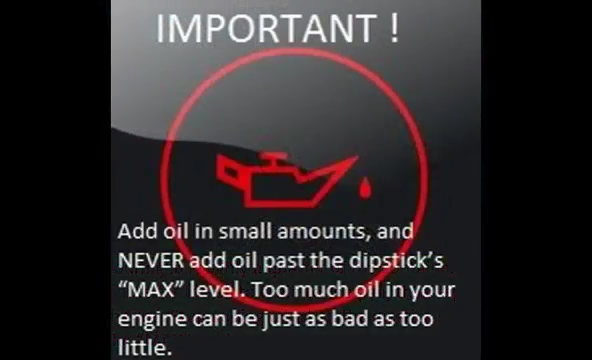 IMPORTANT !
Add oil in small amounts, and
NEVER add oil past the dipstick's
“MAX” level. Too much oil in your
engine can be just as bad as too
little.